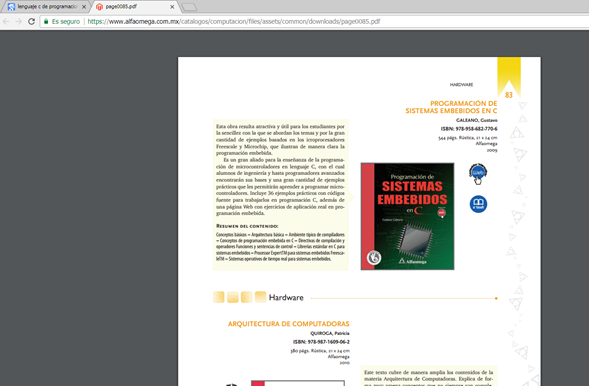 lenguaje c de programació
page0085.pdf
Es seguro
https://www.alfaomega.com.mx/catalogos/computacion/files/assets/common/downloads/page0085.pdf
HARDWARE
83
PROGRAMACIÓN DE
SISTEMAS EMBEBIDOS EN C
GALEANO, Gustavo
ISBN: 978-958-682-770-6
544 págs. Rústica, 21 x 24 cm
Alfaomega
2009
Esta obra resulta atractiva y útil para los estudiantes por
la sencillez con la que se abordan los temas y por la gran
cantidad de ejemplos basados en los icroprocesadores
Freescale y Microchip, que ilustran de manera clara la
programación embebida.
Es un gran aliado para la enseñanza de la programa-
ción de microcontroladores en lenguaje C, con el cual
alumnos de ingeniería y hasta programadores avanzados
encontrarán sus bases y una gran cantidad de ejemplos
prácticos que les permitirán aprender a programar micro-
controladores. Incluye 36 ejemplos prácticos con códigos
fuente para trabajarlos en programación C, además de
una página Web con ejercicios de aplicación real en pro-
gramación embebida.
RESUMEN DEL CONTENIDO:
Conceptos básicos = Arquitectura básica = Ambiente típico de compiladores
= Conceptos de programación embebida en C = Directivas de compilación y
operadores Funciones y sentencias de control = Librerías estándar en C para
sistemas embebidos = Processor ExpertTM para sistemas embebidos Freesca-
leTM = Sistemas operativos de tiempo real para sistemas embebidos.
Programación de
SISTEMAS
EMBEBIDOS
en C
Gustavo Galeano
Alfaomega
Web
Hardware
ARQUITECTURA DE COMPUTADORAS
QUIROGA, Patricia
ISBN: 978-987-1609-06-2
380 págs. Rústica, 21 x 24 cm
Alfaomega
2010
Este texto cubre de manera amplia los contenidos de la
materia Arquitectura de Computadoras. Explica de for-